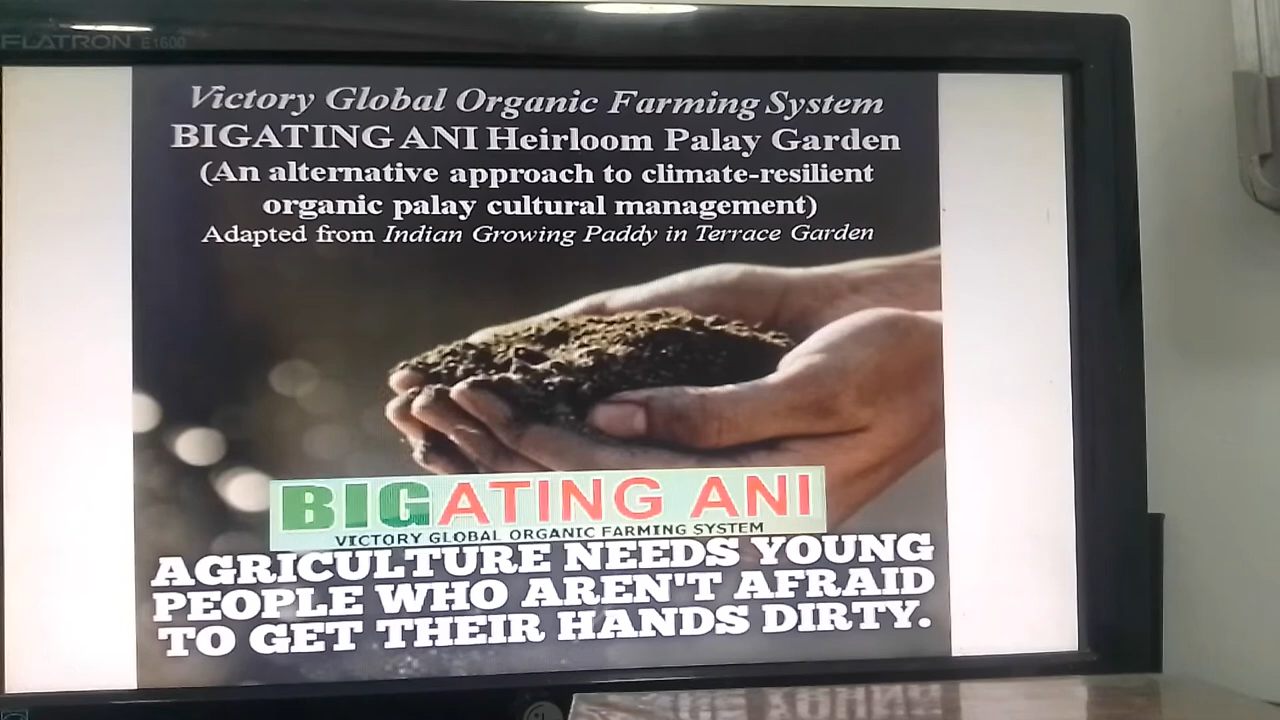 FLATRON E1600
Victory Global Organic Farming System
BIGATING ANI Heirloom Palay Garden
(An alternative approach to climate-resilient
organic palay cultural management)
Adapted from Indian Growing Paddy in Terrace Garden
BIGATING ANI
VICTORY GLOBAL ORGANIC FARMING SYSTEM
AGRICULTURE NEEDS YOUNG
PEOPLE WHO AREN'T AFRAID
TO GET THEIR HANDS DIRTY.